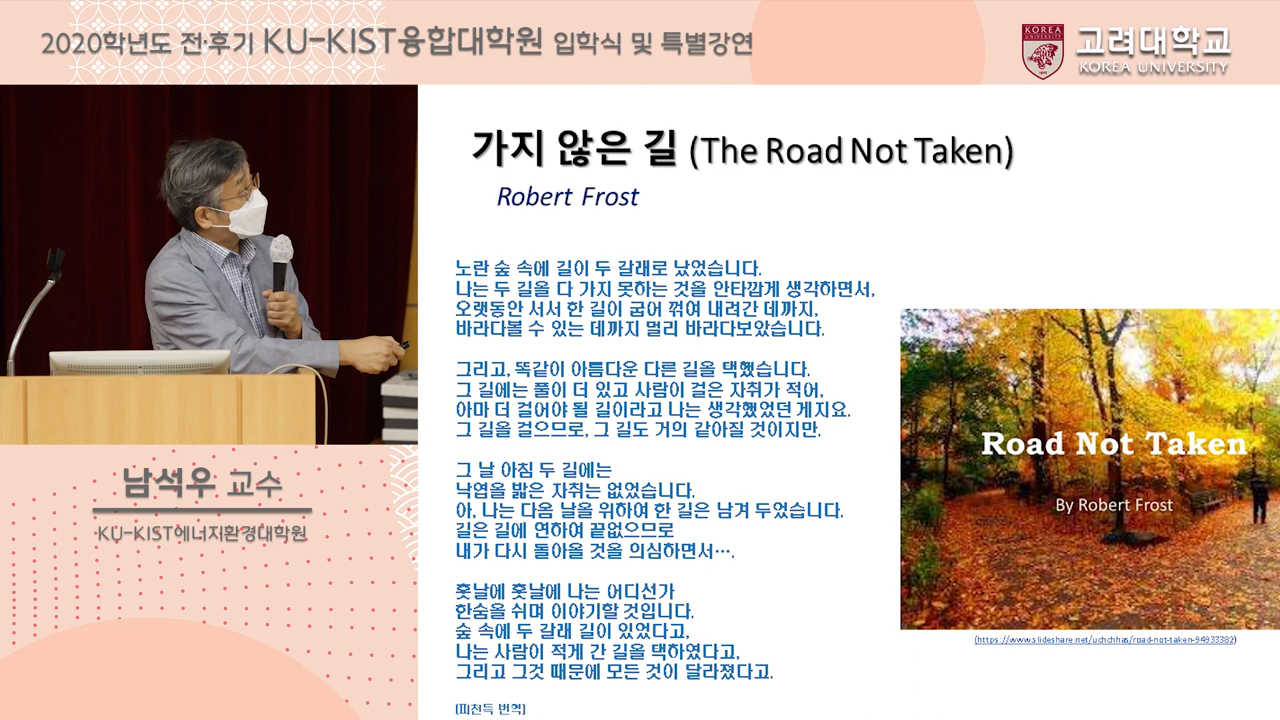 2020학년도 전·후기 KU-KIST융합대학원 입학식 및 특별강연
KOREA
UNIVERSITY
1905
고려대학교
KOREA UNIVERSITY
가지 않은 길 (The Road Not Taken)
Robert Frost
노란 숲 속에 길이 두 갈래로 났었습니다.
나는 두 길을 다 가지 못하는 것을 안타깝게 생각하면서,
오랫동안 서서 한 길이 굽어 꺾여 내려간 데까지,
바라다볼 수 있는 데까지 멀리 바라다보았습니다.
그리고, 똑같이 아름다운 다른 길을 택했습니다.
그 길에는 풀이 더 있고 사람이 걸은 자취가 적어,
아마 더 걸어야 될 길이라고 나는 생각했었던 게지요.
그 길을 걸으므로, 그 길도 거의 같아질 것이지만.
그 날 아침 두 길에는
낙엽을 밟은 자취는 없었습니다.
아, 나는 다음 날을 위하여 한 길은 남겨 두었습니다.
길은 길에 연하여 끝없으므로
내가 다시 돌아올 것을 의심하면서….
훗날에 훗날에 나는 어디선가
한숨을 쉬며 이야기할 것입니다.
숲 속에 두 갈래 길이 있었다고,
나는 사람이 적게 간 길을 택하였다고,
그리고 그것 때문에 모든 것이 달라졌다고.
(피천득 번역)
Road Not Taken
By Robert Frost
(https://www.slideshare.net/uchchhas/road-not-taken-94933382)
남석우 교수
KU-KIST에너지환경대학원